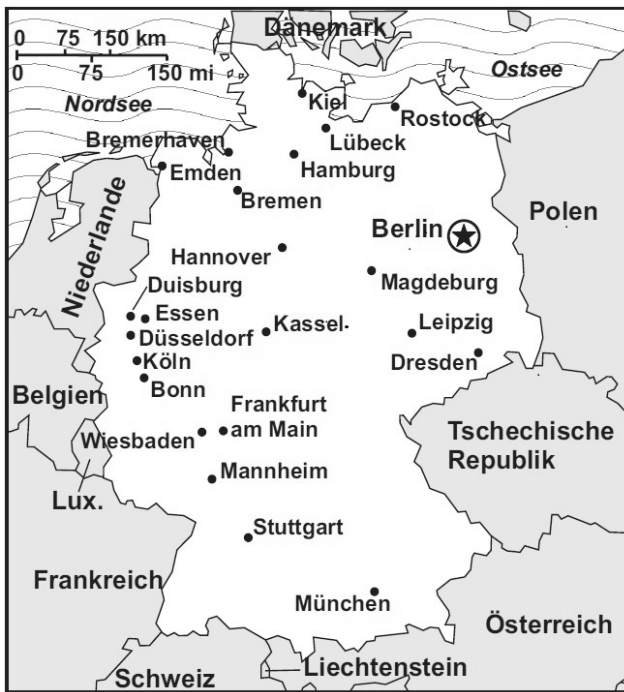 Dänemark
0 75 150 km
0 75 150 mi
Ostsee
Nordsee
Kiel
Rostock
Lübeck
Bremerhaven
Hamburg
Emden
Bremen
Niederlande
Polen
Berlin
Hannover
Magdeburg
Duisburg
Essen
Kassel.
Leipzig
Düsseldorf
Dresden
Köln
Belgien
Bonn
Frankfurt
am Main
Wiesbaden
Tschechische
Republik
Mannheim
Lux.
Stuttgart
Frankreich
München
Österreich
Liechtenstein
Schweiz